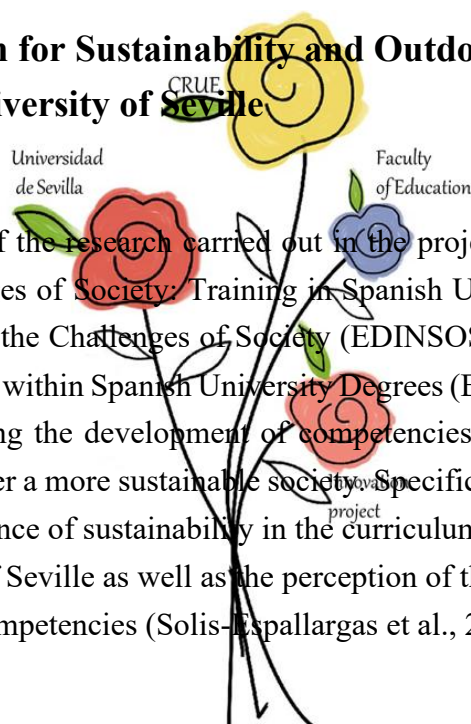 n for Sustainability and Outdo
CRUE
iversity of Seville
Universidad
de Sevilla
Faculty
of Education
f the research carried out in the proje
es of Society: Training in Spanish U
the Challenges of Society (EDINSOS
within Spanish University Degrees (E
ng the development of competencies
er a more sustainable society. Specific
Innovation
project
nce of sustainability in the curriculum
f Seville as well as the perception of th
mpetencies (Solis-Espallargas et al., 2